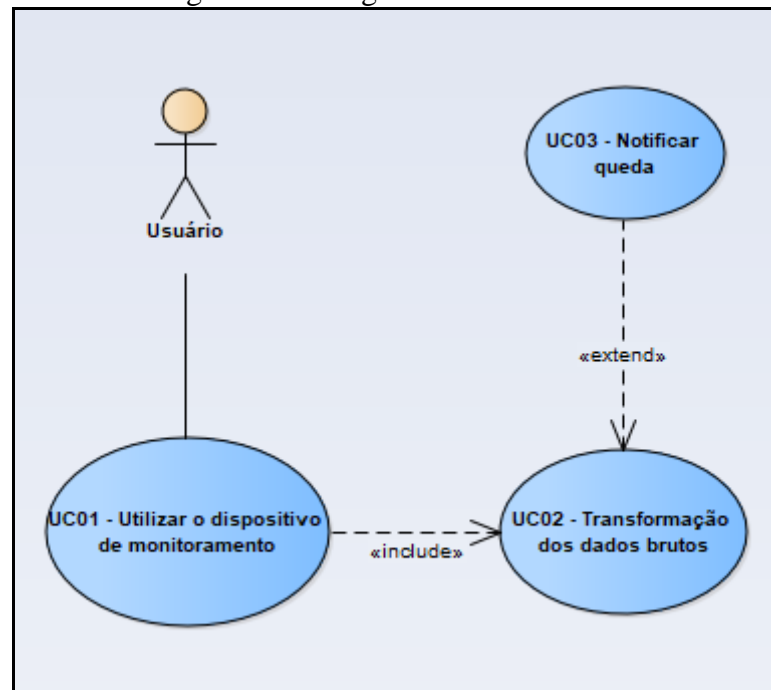 Usuário
UC03 - Notificar
queda
«extend»
UC01 - Utilizar o dispositivo
de monitoramento
«include»
UC02 - Transformação
dos dados brutos